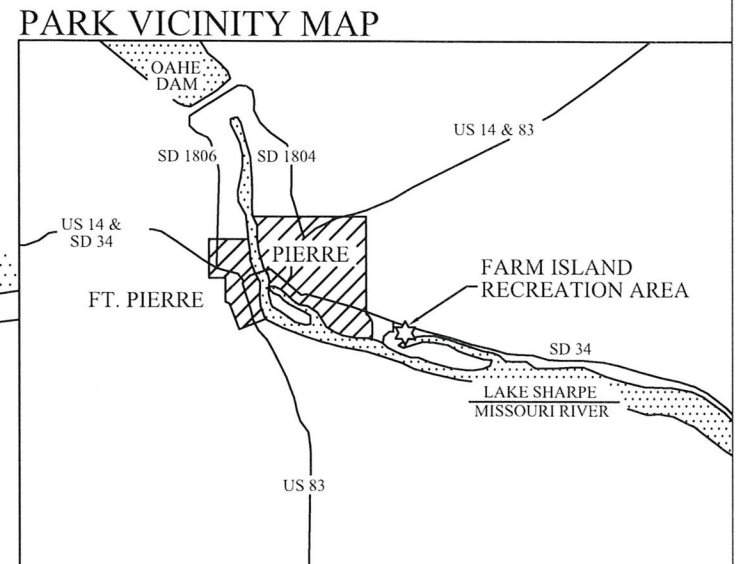 PARK VICINITY MAP
OAHE
DAM
US 14 & 83
SD 1806
SD 1804
US 14 &
SD 34
PIERRE
FT. PIERRE
FARM ISLAND
RECREATION AREA
SD 34
LAKE SHARPE
MISSOURI RIVER
US 83